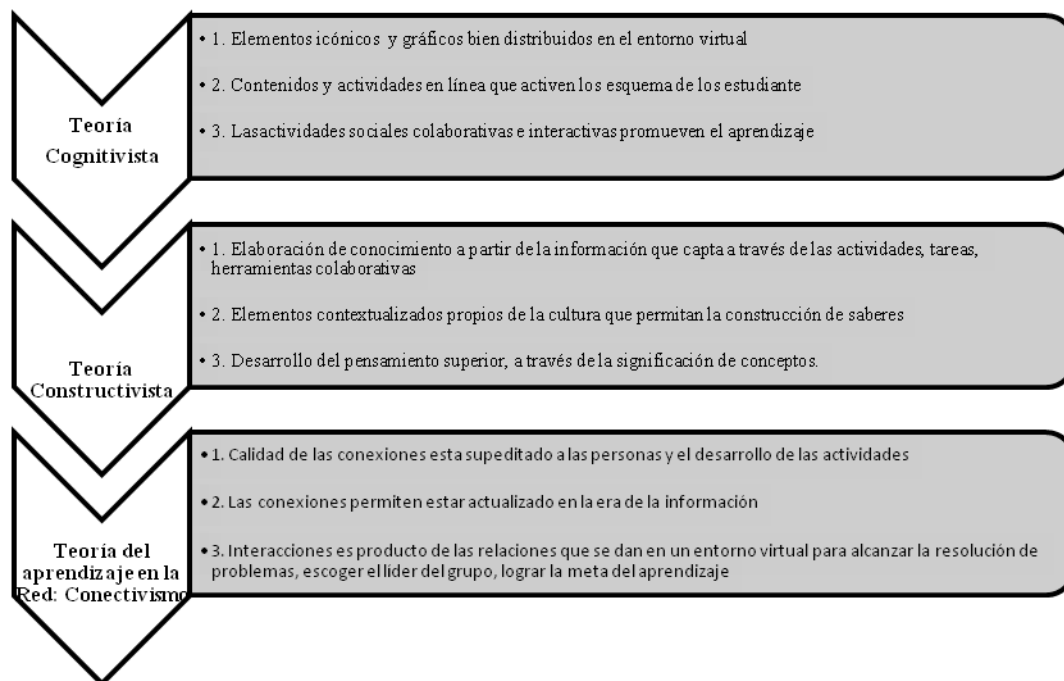 Teoría
Cognitivista
• 1. Elementos icónicos y gráficos bien distribuidos en el entorno virtual
• 2. Contenidos y actividades en línea que activen los esquema de los estudiante
• 3. Lasactividades sociales colaborativas e interactivas promueven el aprendizaje
Teoría
Constructivista
• 1. Elaboración de conocimiento a partir de la información que capta a través de las actividades, tareas,
herramientas colaborativas
• 2. Elementos contextualizados propios de la cultura que permitan la construcción de saberes
• 3. Desarrollo del pensamiento superior, a través de la significación de conceptos.
Teoría del
aprendizaje en la
Red: Conectivismo
• 1. Calidad de las conexiones esta supeditado a las personas y el desarrollo de las actividades
• 2. Las conexiones permiten estar actualizado en la era de la información
• 3. Interacciones es producto de las relaciones que se dan en un entorno virtual para alcanzar la resolución de
problemas, escoger el líder del grupo, lograr la meta del aprendizaje